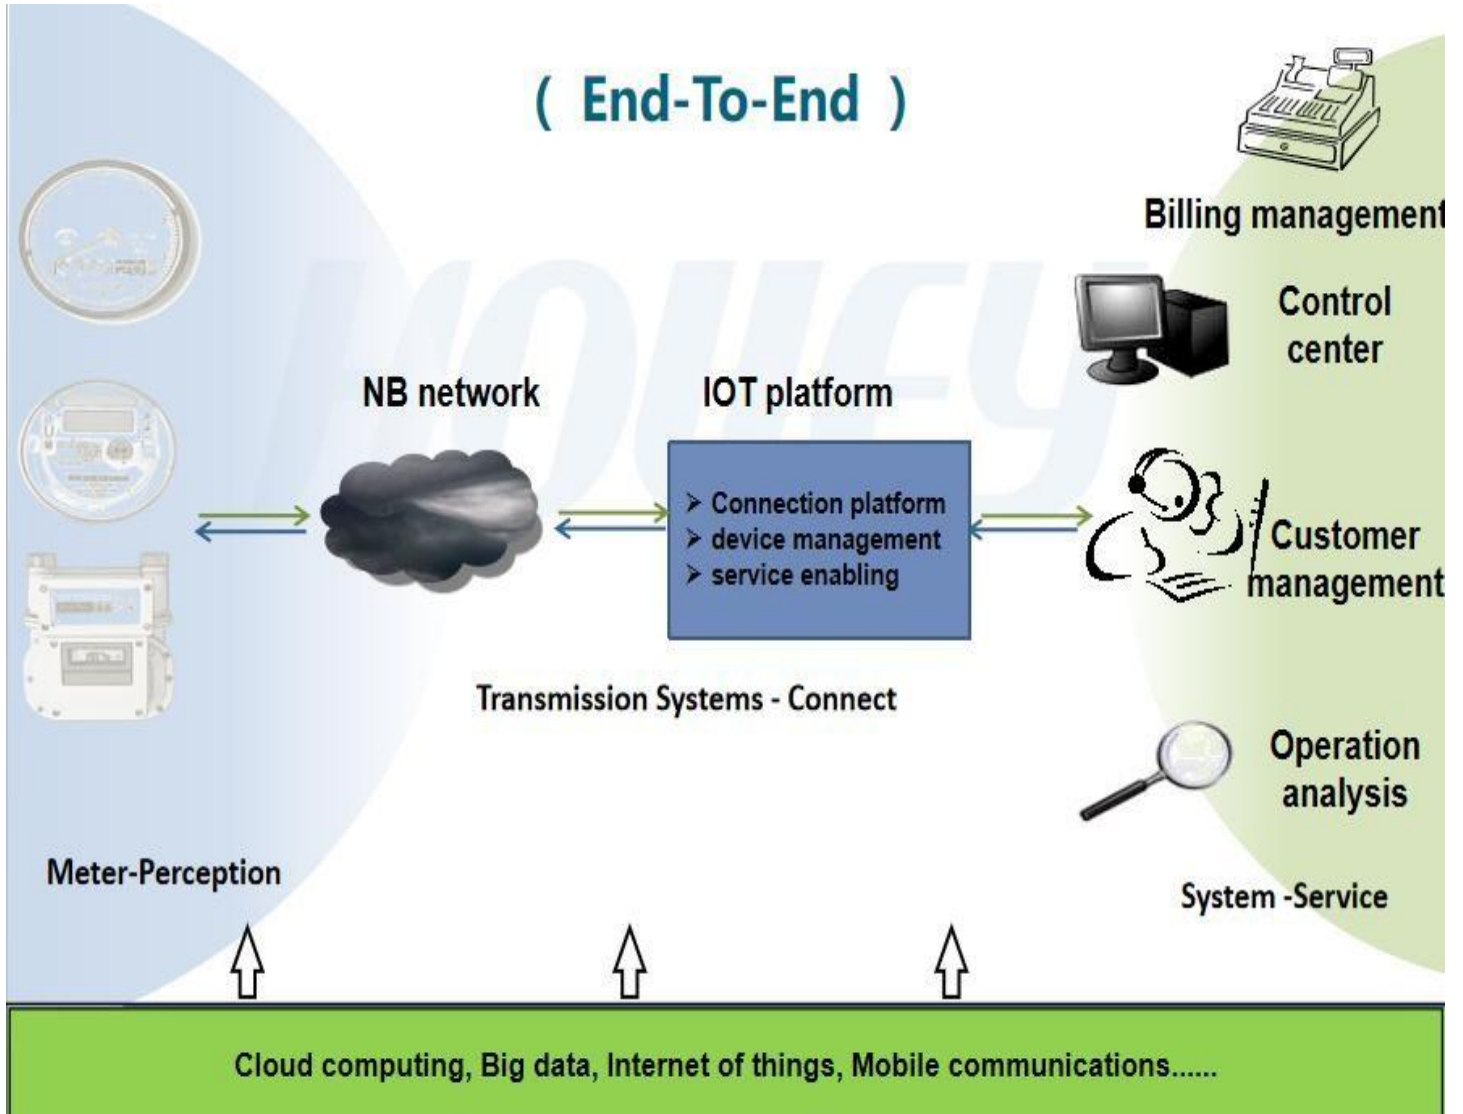 ( End-To-End )
Billing management
Control
center
NB network
IOT platform
➢ Connection platform
➢ device management
➢ service enabling
Customer
management
Transmission Systems - Connect
Operation
analysis
Meter-Perception
System -Service
Cloud computing, Big data, Internet of things, Mobile communications......